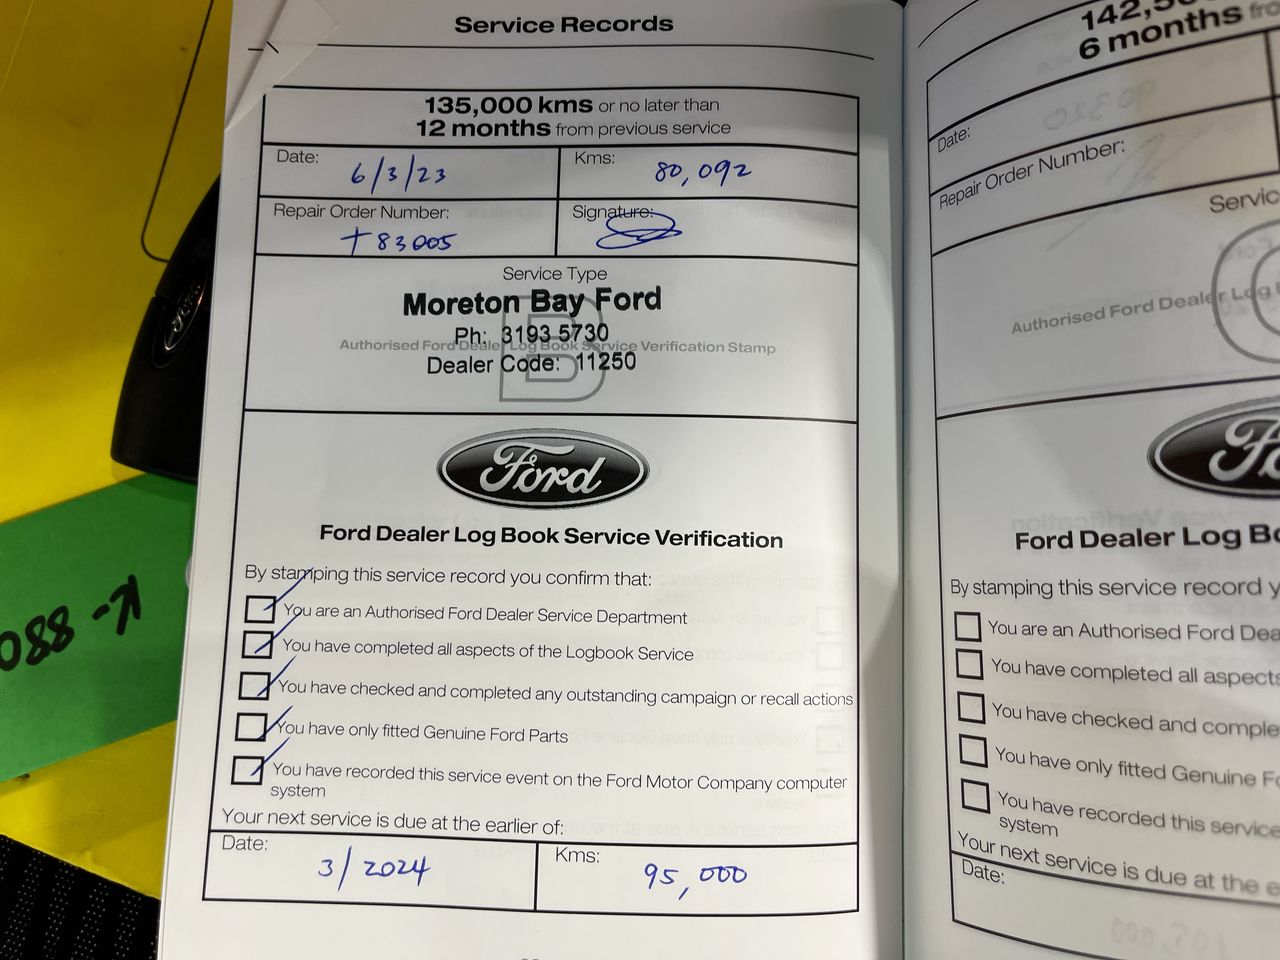 Service Records
135,000 kms or no later than
12 months from previous service
Date: 6/3/23
Kms: 80,092
Repair Order Number: +83005
Signature:
Service Type
B
Moreton Bay Ford
Ph: 3193 5730
Authorised Ford Dealer Log Book Service Verification Stamp
Dealer Code: 11250
Ford
Ford Dealer Log Book Service Verification
By stamping this service record you confirm that:
You are an Authorised Ford Dealer Service Department
You have completed all aspects of the Logbook Service
You have checked and completed any outstanding campaign or recall actions
You have only fitted Genuine Ford Parts
You have recorded this service event on the Ford Motor Company computer
system
Your next service is due at the earlier of:
Date: 3/2024
Kms: 95,000
6 months
Date:
Repair Order Number:
Authorised Ford Dealer Log
Ford Dealer Log
By stamping this service record
You are an Authorised Ford
You have completed all aspects
You have checked and
You have only fitted Genuine
You have recorded this service
system
Your next service is due at the
Date:
Ford
K-880